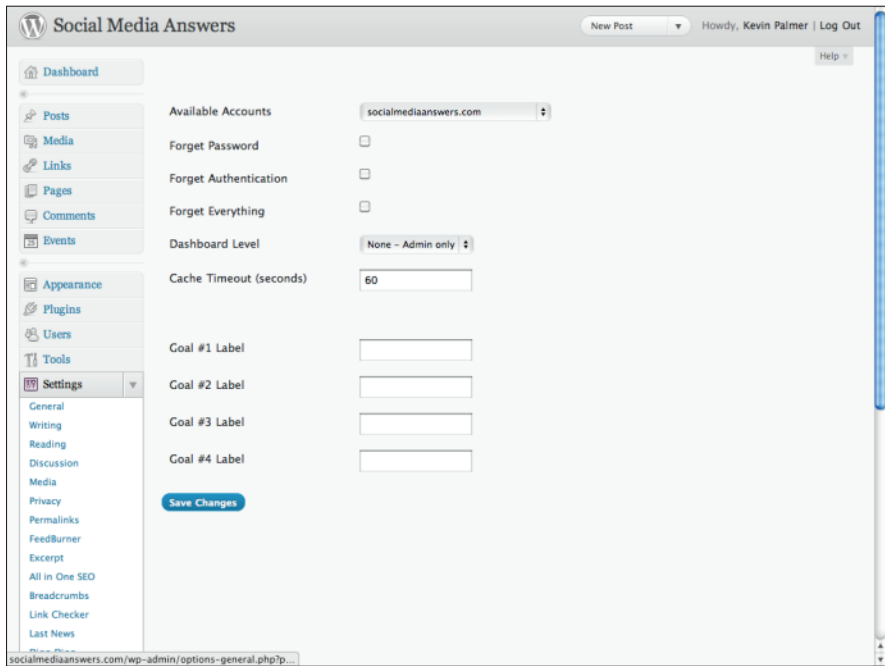 Social Media Answers
New Post
Howdy, Kevin Palmer | Log Out
Help
Dashboard
Posts
Media
Links
Pages
Comments
Events
Appearance
Plugins
Users
Tools
Settings
General
Writing
Reading
Discussion
Media
Privacy
Permalinks
FeedBurner
Excerpt
All in One SEO
Breadcrumbs
Link Checker
Last News
Available Accounts
socialmediaanswers.com
Forget Password
Forget Authentication
Forget Everything
Dashboard Level
None - Admin only
Cache Timeout (seconds)
60
Goal #1 Label
Goal #2 Label
Goal #3 Label
Goal #4 Label
Save Changes
socialmediaanswers.com/wp-admin/options-general.php?p...